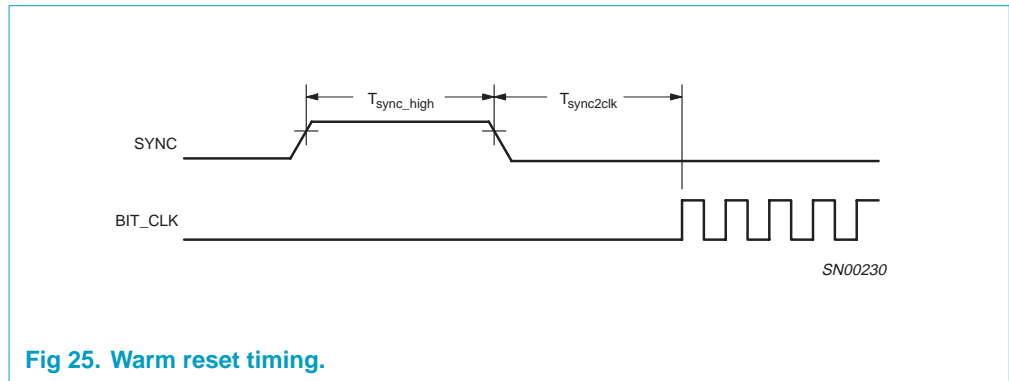 Tsync_high
Tsync2clk
SYNC
BIT_CLK
SN00230
Fig 25. Warm reset timing.